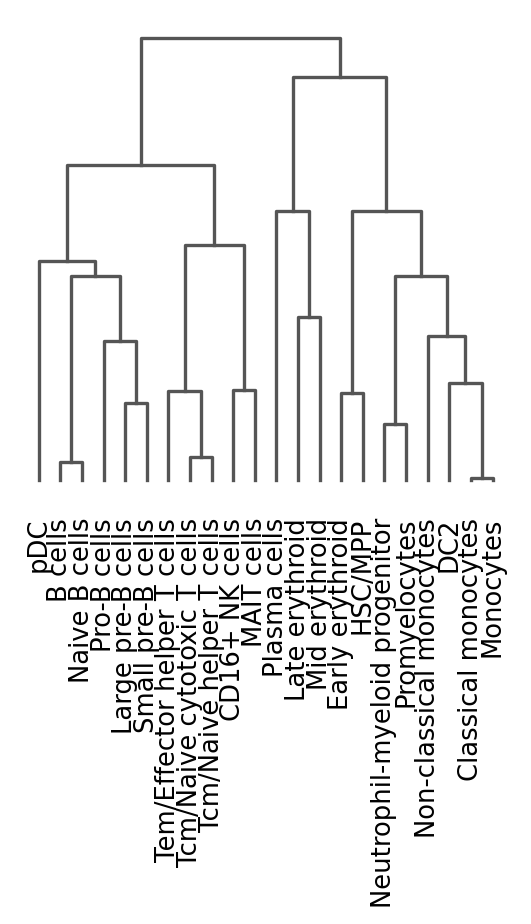 pDC
B cells
Naive B cells
Pro-B cells
Large pre-B cells
Small pre-B cells
Tem/Effector helper T cells
Tcm/Naive cytotoxic T cells
Tcm/Naive helper T cells
CD16+ NK cells
MAIT cells
Plasma cells
Late erythroid
Mid erythroid
Early erythroid
HSC/MPP
Neutrophil-myeloid progenitor
Promyelocytes
Non-classical monocytes
DC2
Classical monocytes
Monocytes